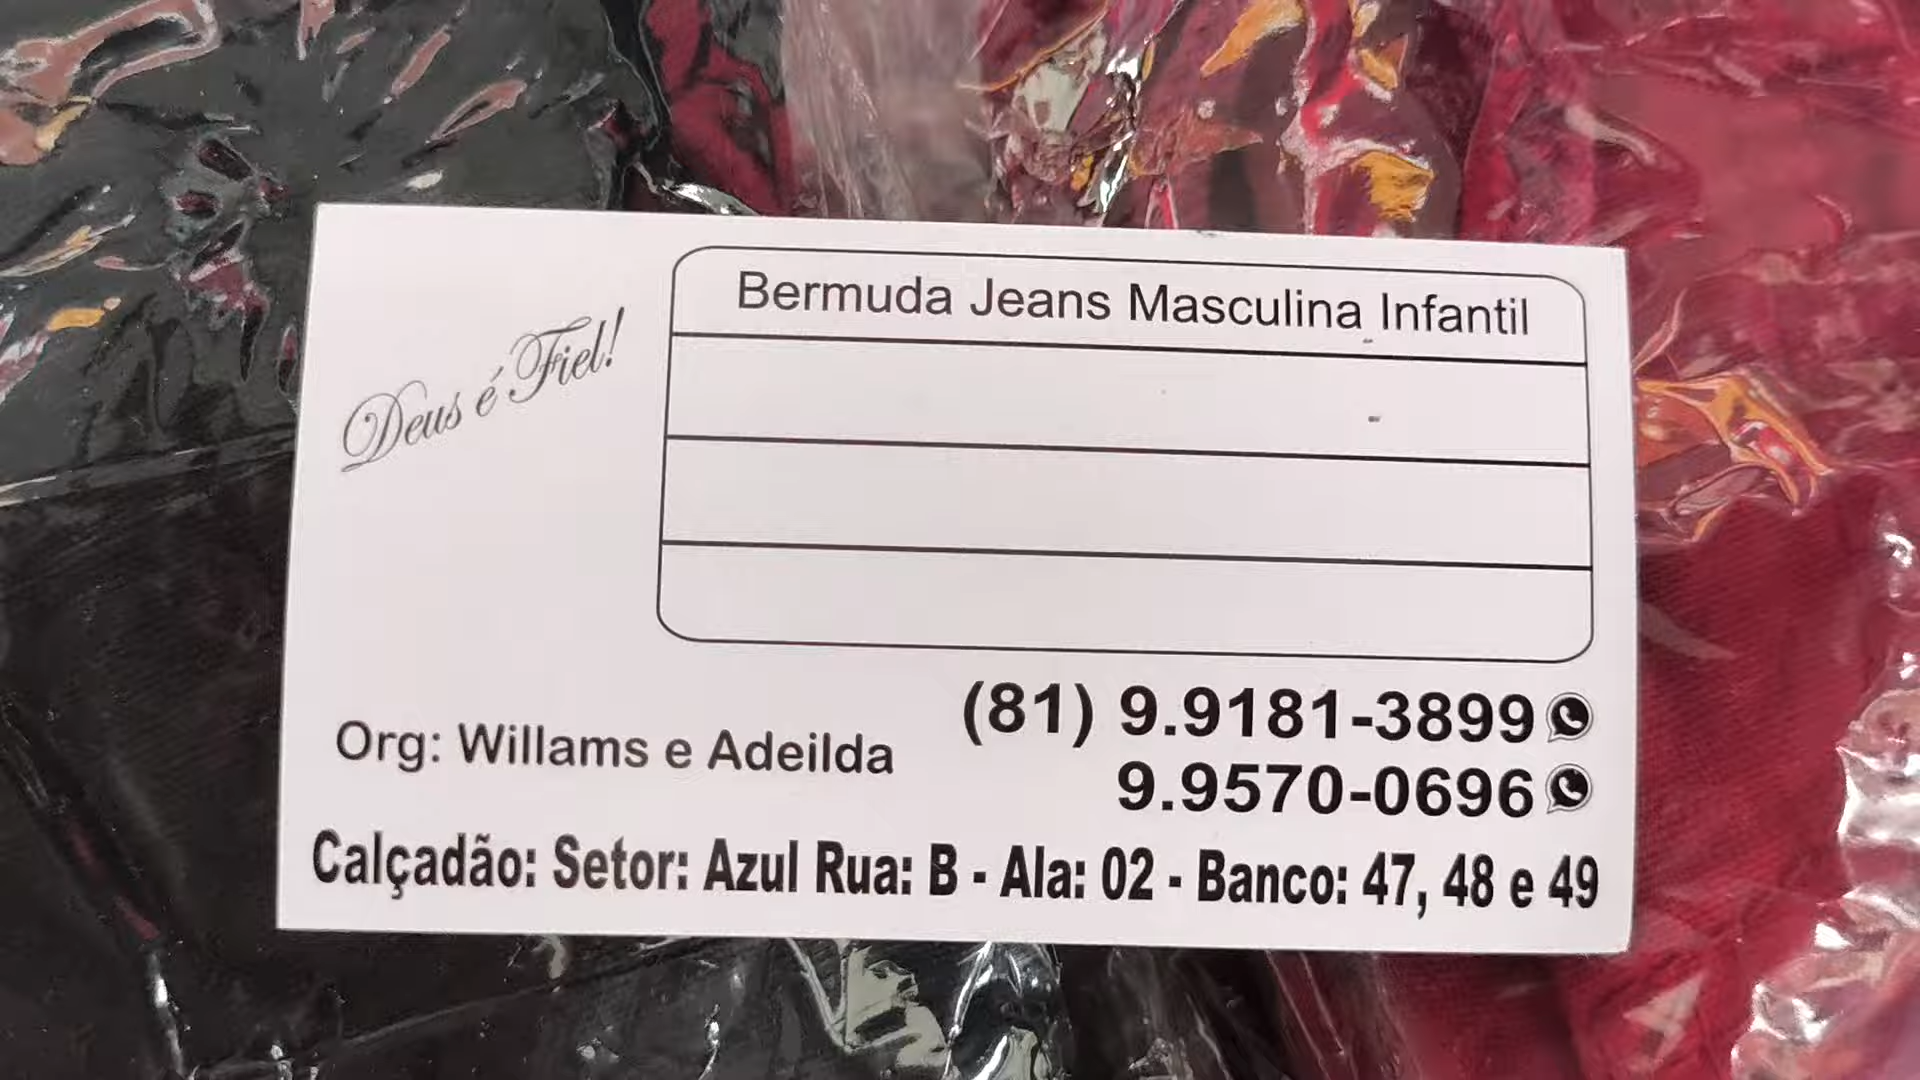 Deus é Fiel!
Bermuda Jeans Masculina Infantil
(81) 9.9181-3899
9.9570-0696
Org: Willams e Adeilda
Calçadão: Setor: Azul Rua: B - Ala: 02 - Banco: 47, 48 e 49